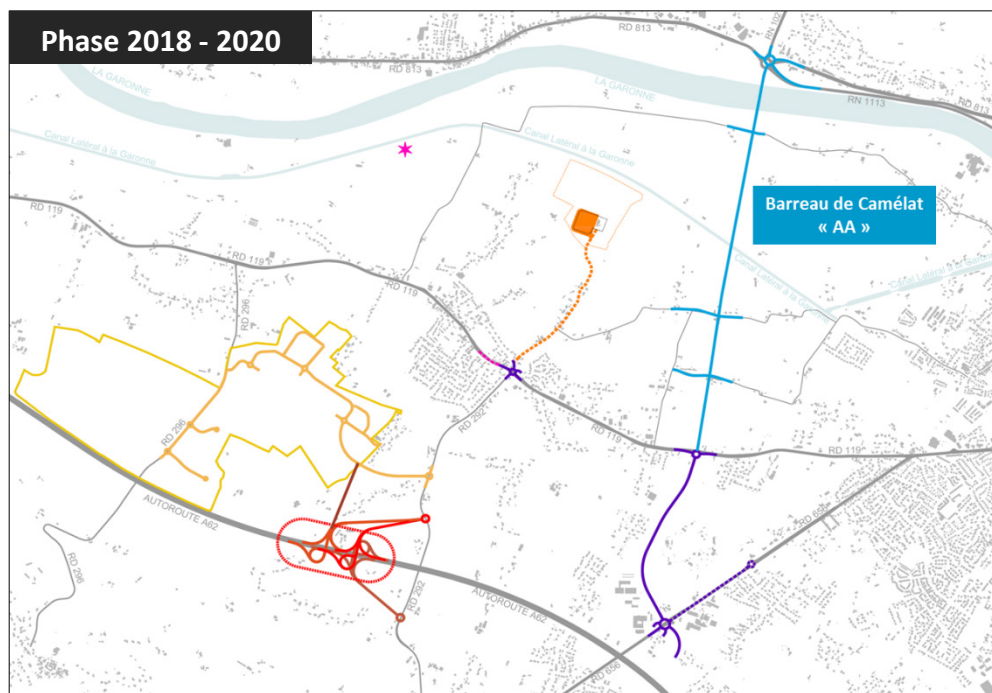 Phase 2018 - 2020
RD 813
RN 1021
RD 813
LA GARONNE
LA GARONNE
RN 1113
RD 813
Canal Latéral à la Garonne
Canal Latéral à la Garonne
Barreau de Camélat
« AA »
RD 119
Canal Latéral à la Garonne
RD 119
RD 119
RD 296
RD 292
RD 119
RD 296
RD 119
RD 656
AUTOROUTE A62
RD 296
RD 292
AUTOROUTE A62
RD 656